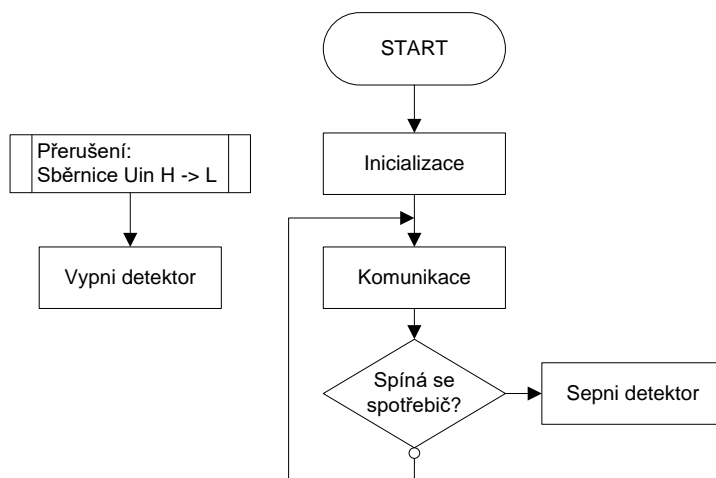 START
Přerušení:
Sběrnice Uin H -> L
Inicializace
Vypni detektor
Komunikace
Spíná se
spotřebič?
Sepni detektor